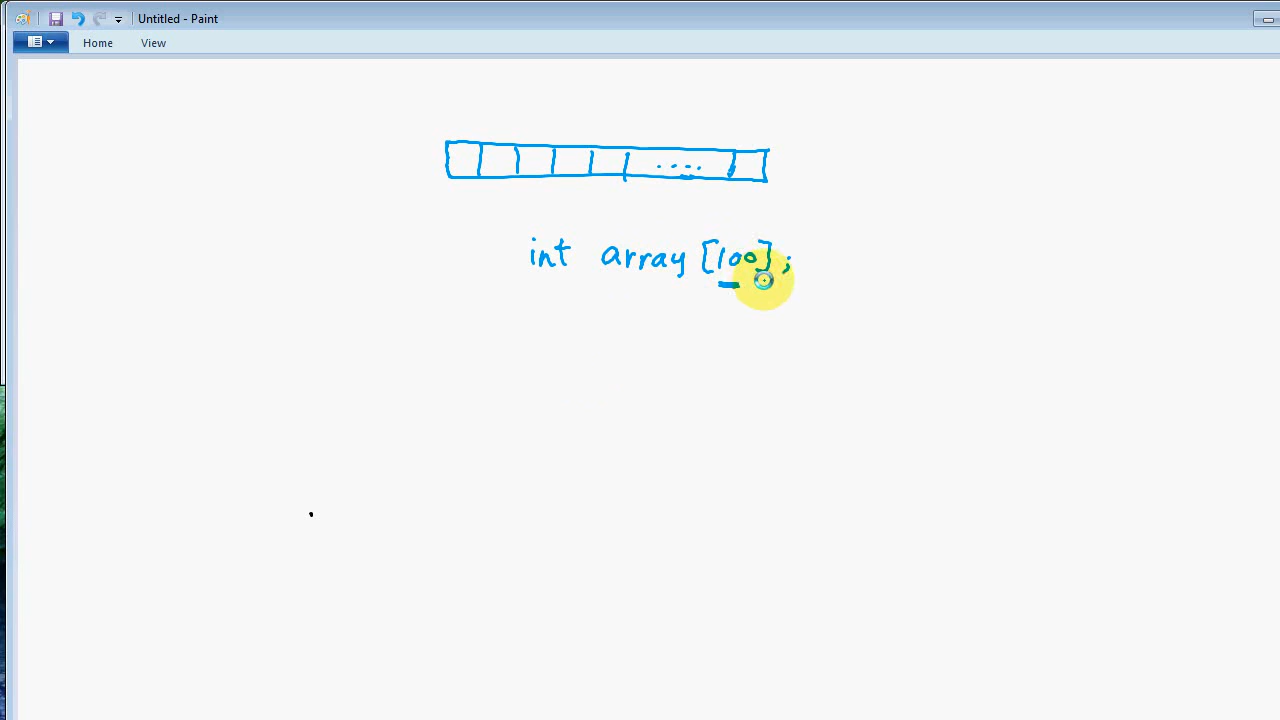 Untitled - Paint
Home View
....
int array [100];